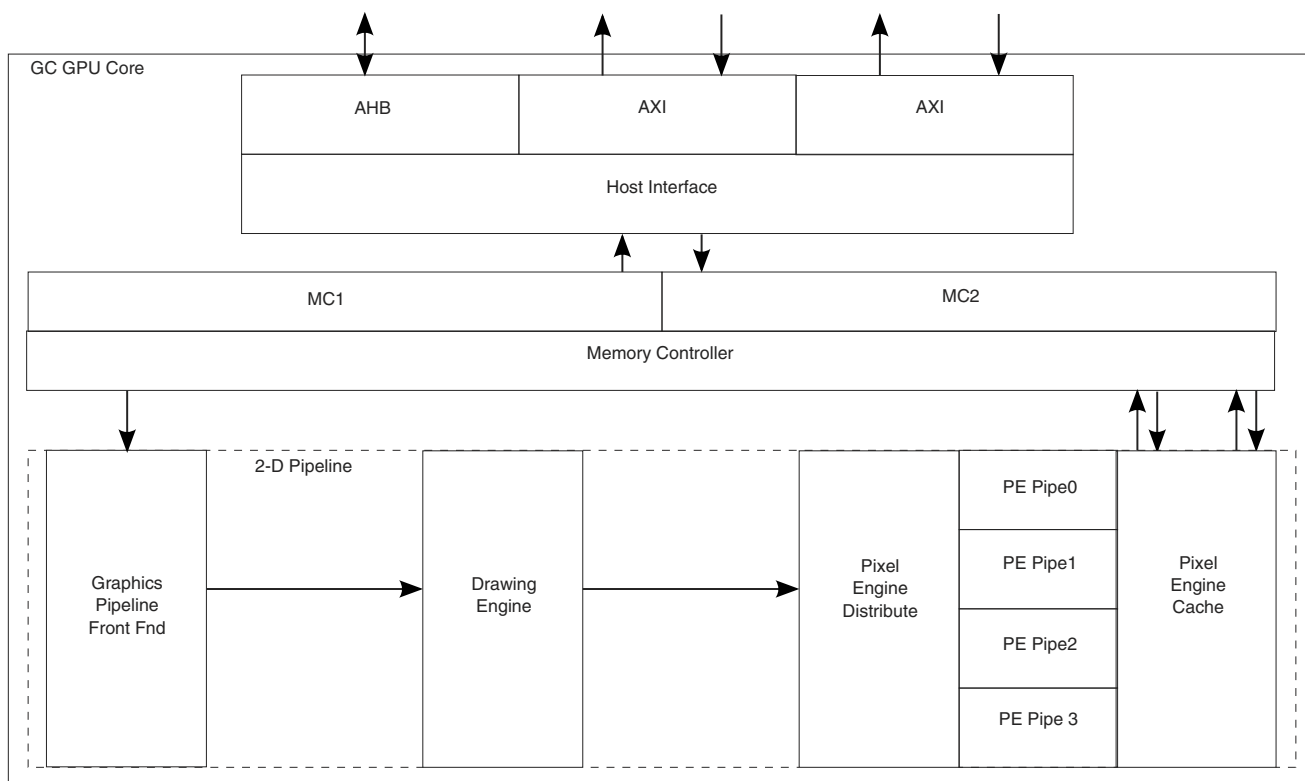 GC GPU Core
AHB
AXI
AXI
Host Interface
MC1
MC2
Memory Controller
2-D Pipeline
Graphics
Pipeline
Front Fnd
Drawing
Engine
Pixel
Engine
Distribute
PE Pipe0
PE Pipe1
PE Pipe2
PE Pipe 3
Pixel
Engine
Cache